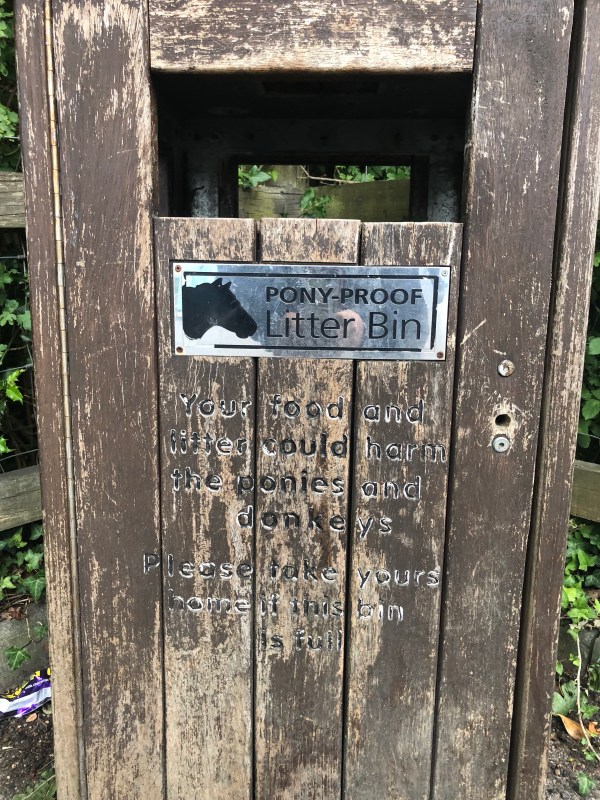 PONY-PROOF
Litter Bin
Your food and
litter could harm
the ponies and
donkeys
Please take yours
home if this bin
is full